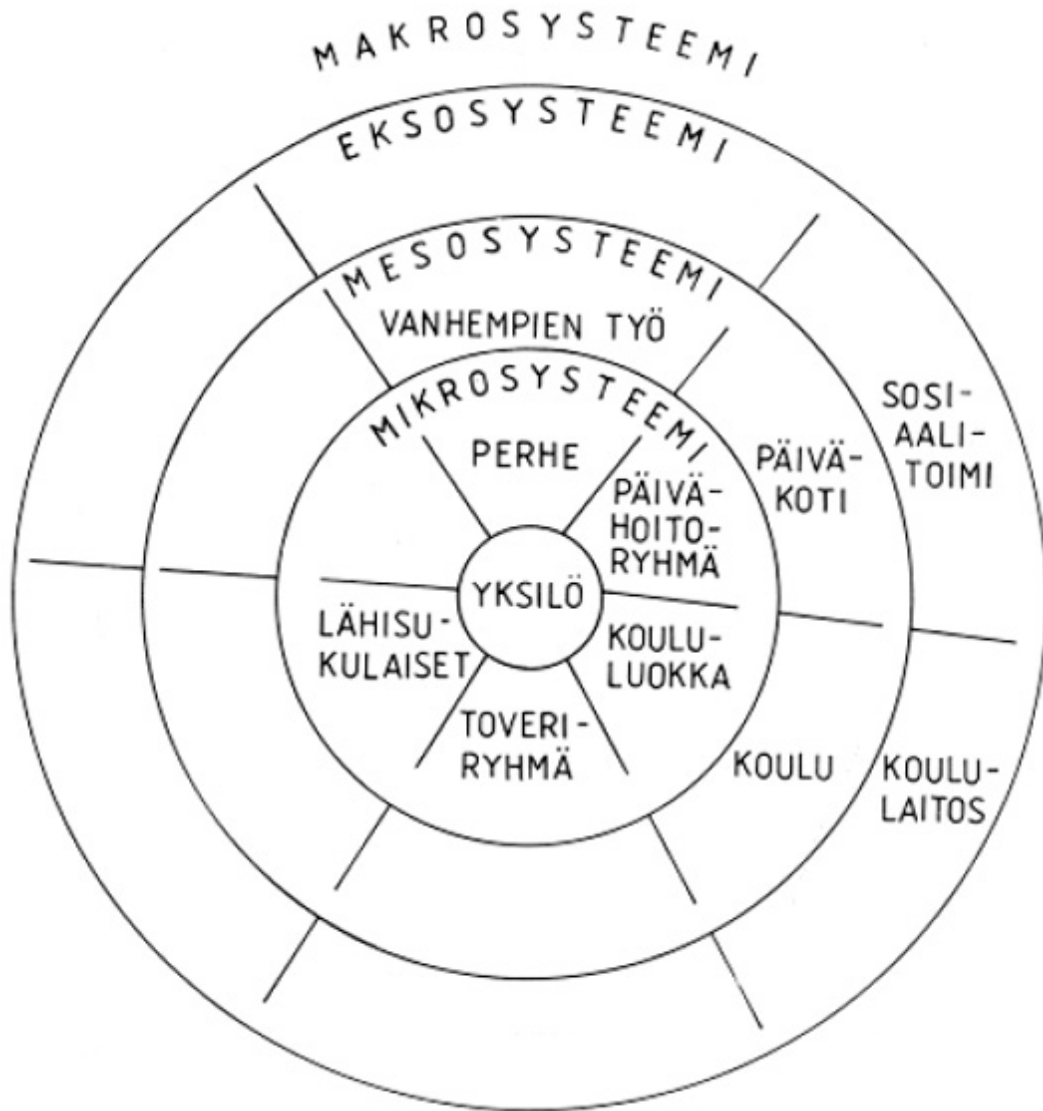 MAKROSYSTEEMI
EKSOSYSTEEMI
MESOSYSTEEMI
VANHEMPIEN TYÖ
MIKROSYSTEEMI
PERHE
PÄIVÄ-
HOITO-
RYHMÄ
PÄIVÄ-
KOTI
SOSI-
AALI-
TOIMI
YKSILÖ
LÄHISU-
KULAISET
KOULU-
LUOKKA
TOVERI-
RYHMÄ
KOULU
KOULU-
LAITOS